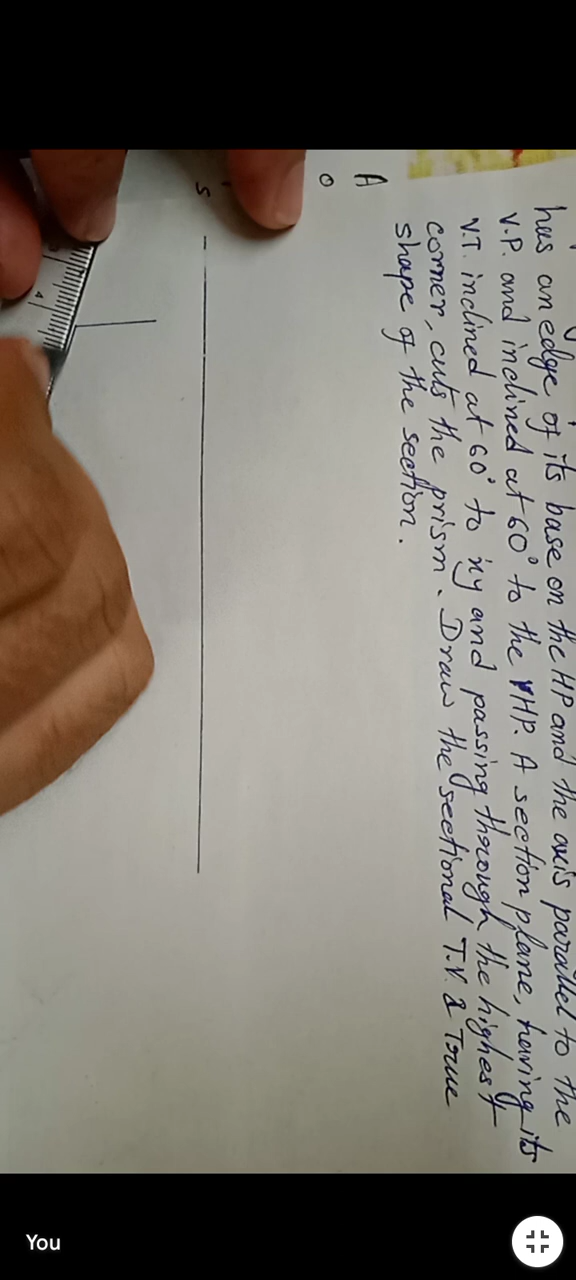 has an edge of its base on the HP and the axis parallel to the
V.P. and inclined at 60° to the HP. A section plane, having its
V.T. inclined at 60° to xy and passing through the highest
corner, cuts the prism. Draw the sectional T.V. & True
shape of the section.
A
O
S
4
You